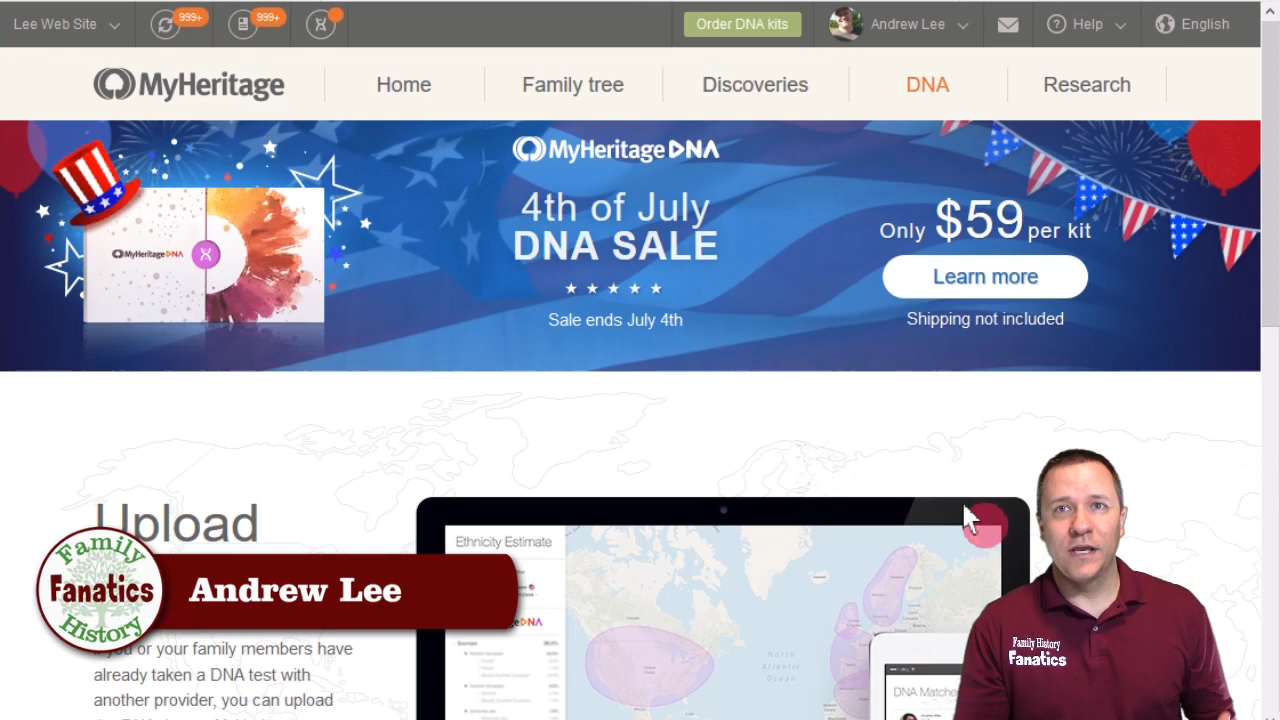 Lee Web Site
999+
999+
Order DNA kits
Andrew Lee
Help
English
MyHeritage
Home
Family tree
Discoveries
DNA
Research
MyHeritage DNA
4th of July
DNA SALE
Sale ends July 4th
Only $59 per kit
Learn more
Shipping not included
MyHeritage DNA
Upload
Ethnicity Estimate
Family
Fanatics
History
Andrew Lee
or your family members have
already taken a DNA test with
another provider, you can upload
North
Atlantic
Ocean
DNA Matche
Family History
Fanatics